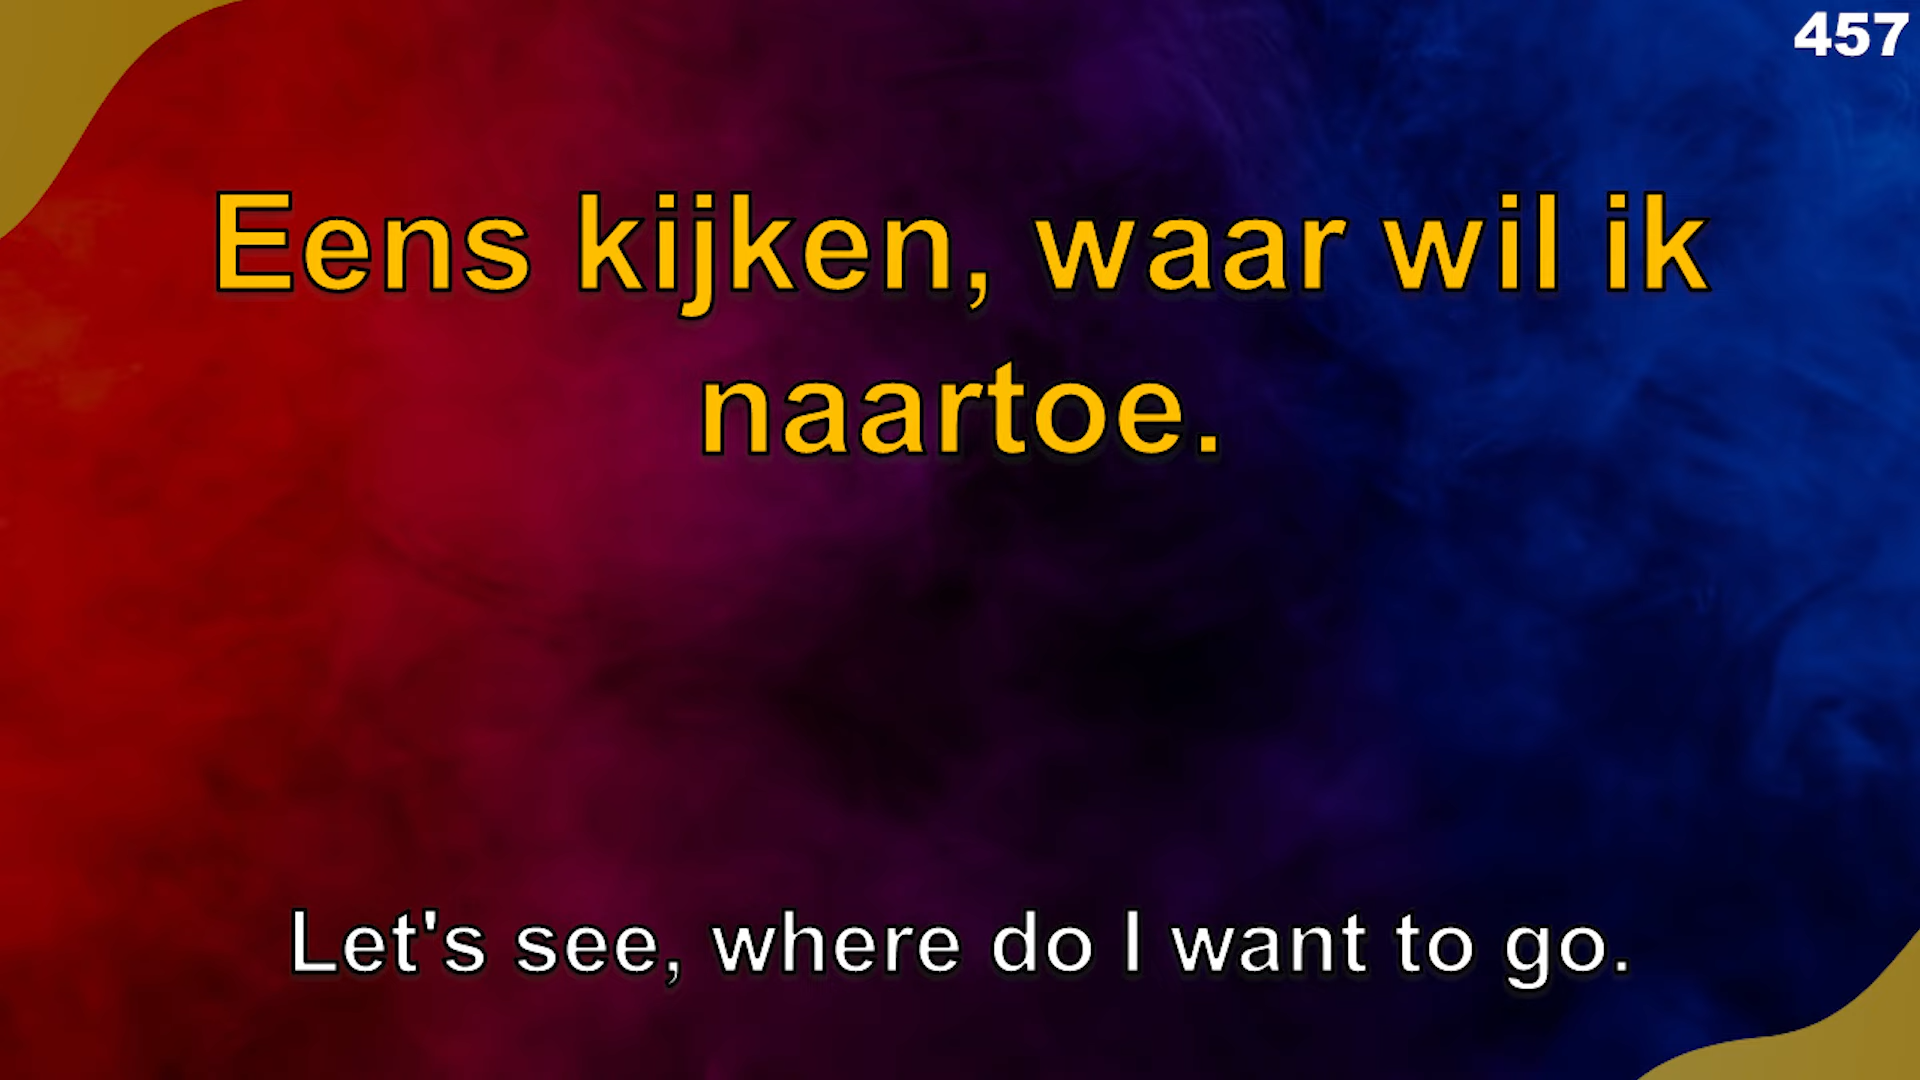 457
Eens kijken, waar wil ik
naartoe.
Let's see, where do I want to go.